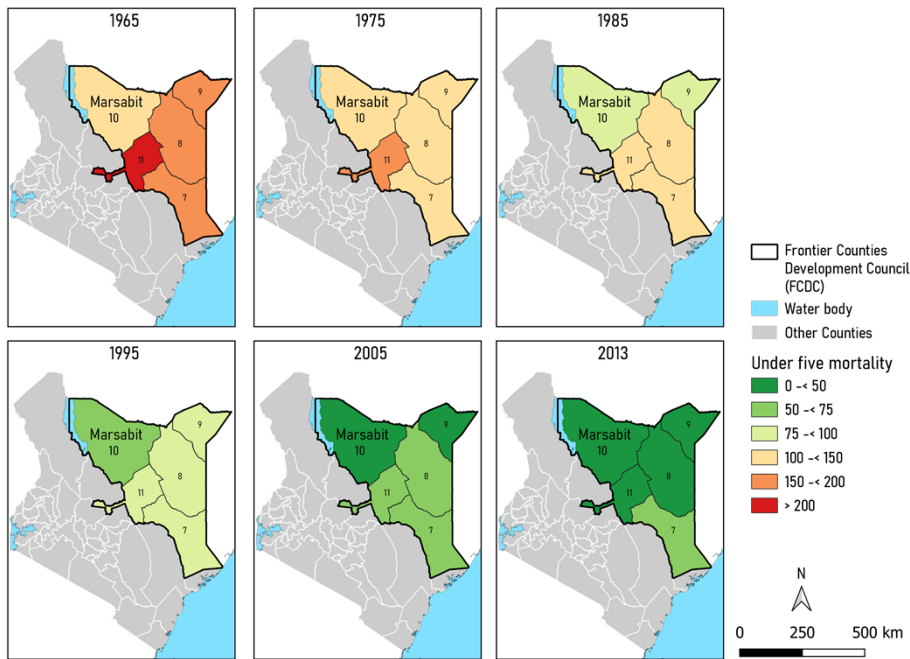 1965
1975
1985
Marsabit
10
9
8
11
7
Marsabit
10
9
8
11
7
Marsabit
10
9
8
11
7
1995
2005
2013
Marsabit
10
9
8
11
7
Marsabit
10
9
8
11
7
Marsabit
10
9
8
11
7
Frontier Counties
Development Council
(FCDC)
Water body
Other Counties
Under five mortality
0 -< 50
50 -< 75
75 -< 100
100 -< 150
150 -< 200
> 200
N
0 250 500 km